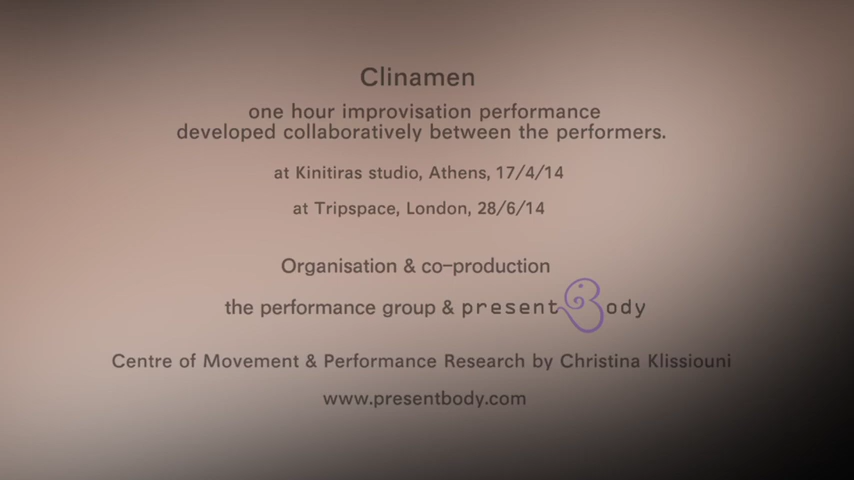 Clinamen
one hour improvisation performance
developed collaboratively between the performers.
at Kinitiras studio, Athens, 17/4/14
at Tripspace, London, 28/6/14
Organisation & co-production
the performance group & presentBody
Centre of Movement & Performance Research by Christina Klissiouni
www.presentbody.com